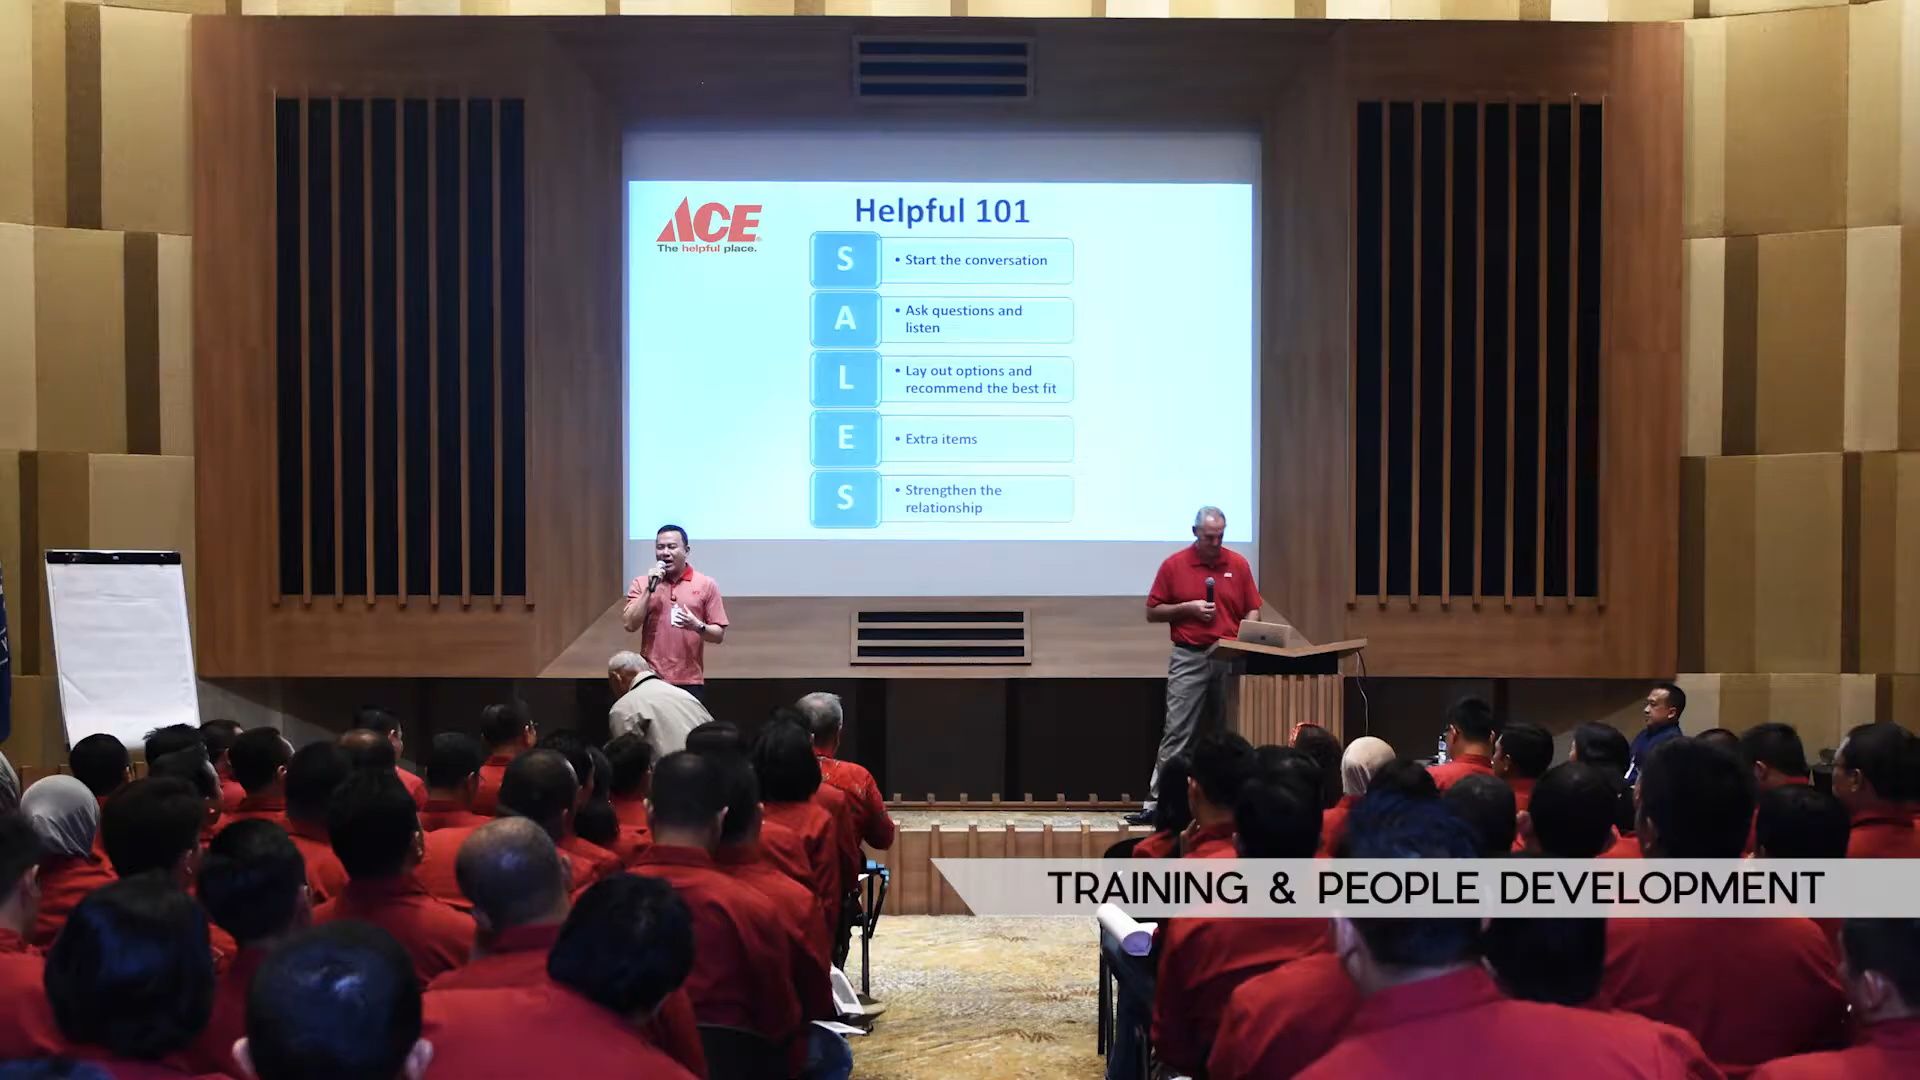 ACE
The helpful place.
Helpful 101
S
• Start the conversation
A
• Ask questions and
listen
L
• Lay out options and
recommend the best fit
E
• Extra items
S
• Strengthen the
relationship
TRAINING & PEOPLE DEVELOPMENT